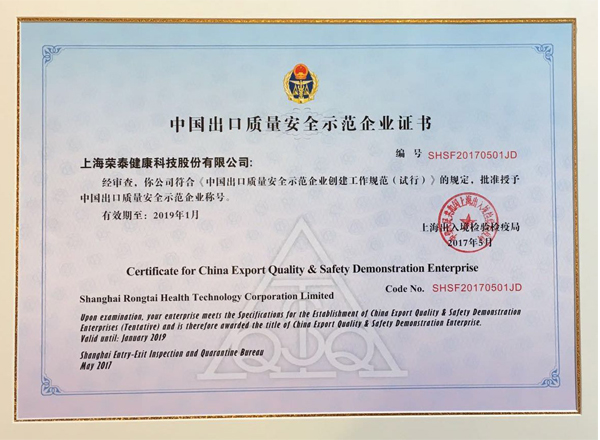 中国出口质量安全示范企业证书
编 号 SHSF20170501JD
上海荣泰健康科技股份有限公司:
经审查，你公司符合《中国出口质量安全示范企业创建工作规范（试行）》的规定，批准授予
中国出口质量安全示范企业称号。
有效期至：2019年1月
上海出入境检验检疫局
2017年5月
Certificate for China Export Quality & Safety Demonstration Enterprise
Code No. SHSF20170501JD
Shanghai Rongtai Health Technology Corporation Limited
Upon examination, your enterprise meets the Specifications for the Establishment of China Export Quality & Safety Demonstration
Enterprises (Tentative) and is therefore awarded the title of China Export Quality & Safety Demonstration Enterprise.
Valid until: January 2019
Shanghai Entry-Exit Inspection and Quarantine Bureau
May 2017
AQJQQ